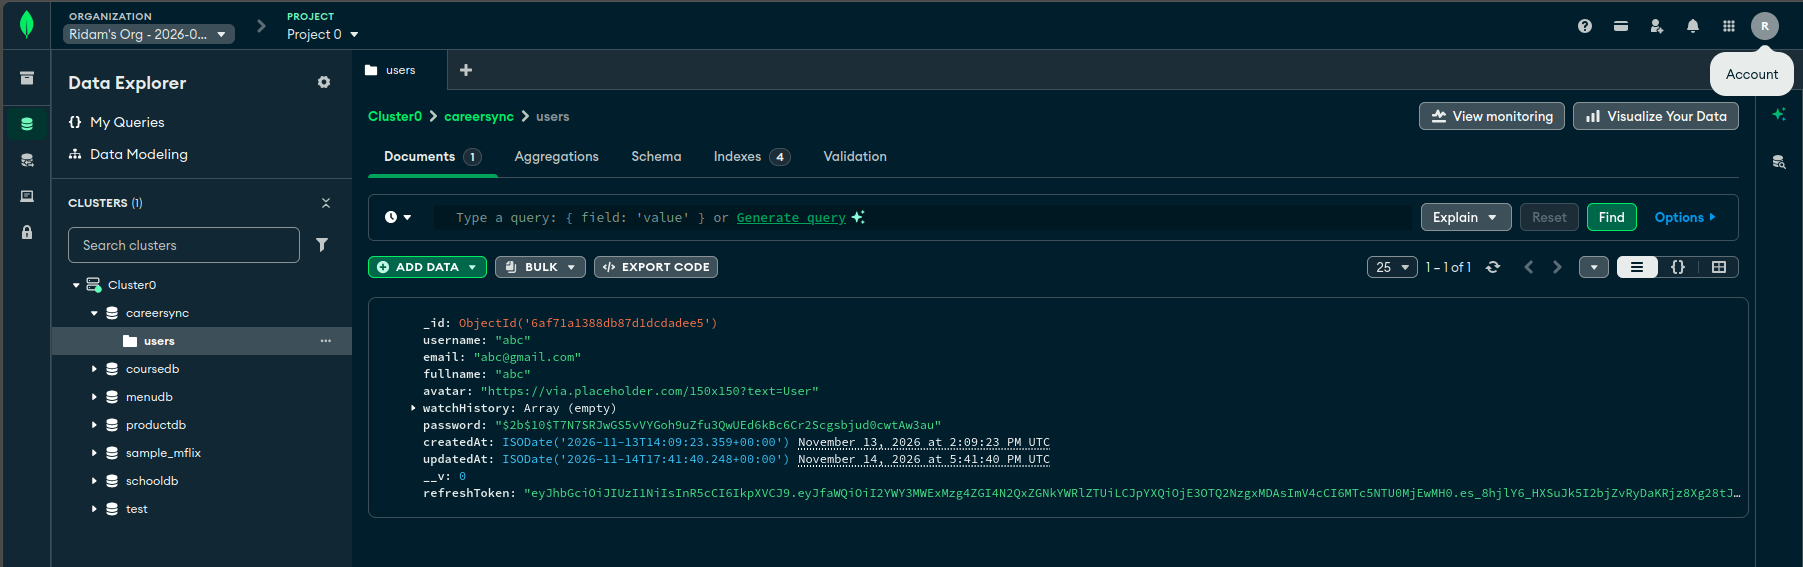 ORGANIZATION
Ridam's Org - 2026-0...
PROJECT
Project 0
R
Account
Data Explorer
My Queries
Data Modeling
CLUSTERS (1)
Search clusters
Cluster0
careersync
users
coursedb
menudb
productdb
sample_mflix
schooldb
test
users
Cluster0 > careersync > users
View monitoring
Visualize Your Data
Documents 1 Aggregations Schema Indexes 4 Validation
Type a query: { field: 'value' } or Generate query
Explain Reset Find Options
ADD DATA BULK EXPORT CODE
25 1 – 1 of 1
_id: ObjectId('6af71a1388db87d1dcdadee5')
username: "abc"
email: "abc@gmail.com"
fullname: "abc"
avatar: "https://via.placeholder.com/150x150?text=User"
watchHistory: Array (empty)
password: "$2b$10$T7N7SRJwGS5vVYGoh9uZfu3QwUEd6kBc6Cr2Scgsbjud0cwtAw3au"
createdAt: ISODate('2026-11-13T14:09:23.359+00:00') November 13, 2026 at 2:09:23 PM UTC
updatedAt: ISODate('2026-11-14T17:41:40.248+00:00') November 14, 2026 at 5:41:40 PM UTC
__v: 0
refreshToken: "eyJhbGciOiJIUzI1NiIsInR5cCI6IkpXVCJ9.eyJfaWQiOiI2YWY3MWExMzg4ZGI4N2QxZGNkYWRlZTUiLCJpYXQiOjE3OTQ2NzgxMDAsImV4cCI6MTc5NTU0MjEwMH0.es_8hjlY6_HXSuJk5I2bjZvRyDaKRjz8Xg28tJ…